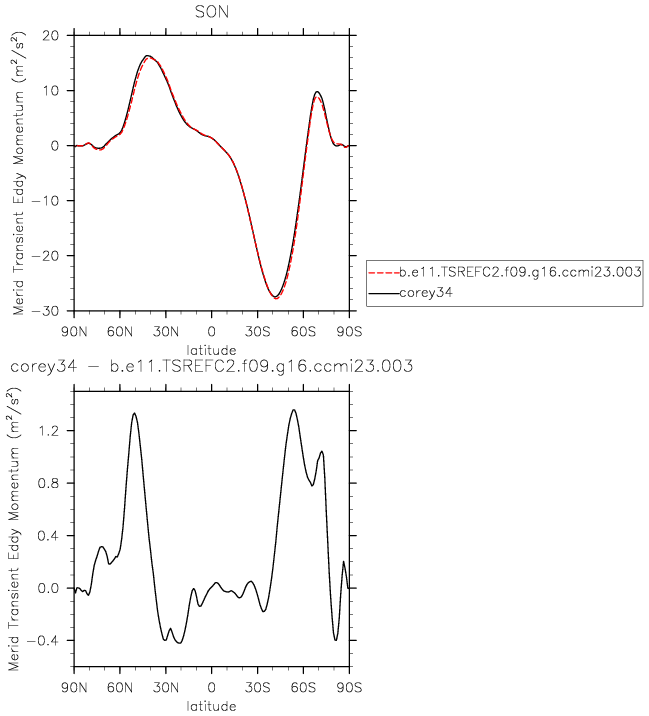 SON
Merid Transient Eddy Momentum (m²/s²)
20
10
0
−10
−20
−30
90N 60N 30N 0 30S 60S 90S
latitude
b.e11.TSREFC2.f09.g16.ccmi23.003
corey34
corey34 − b.e11.TSREFC2.f09.g16.ccmi23.003
Merid Transient Eddy Momentum (m²/s²)
1.2
0.8
0.4
0.0
−0.4
90N 60N 30N 0 30S 60S 90S
latitude